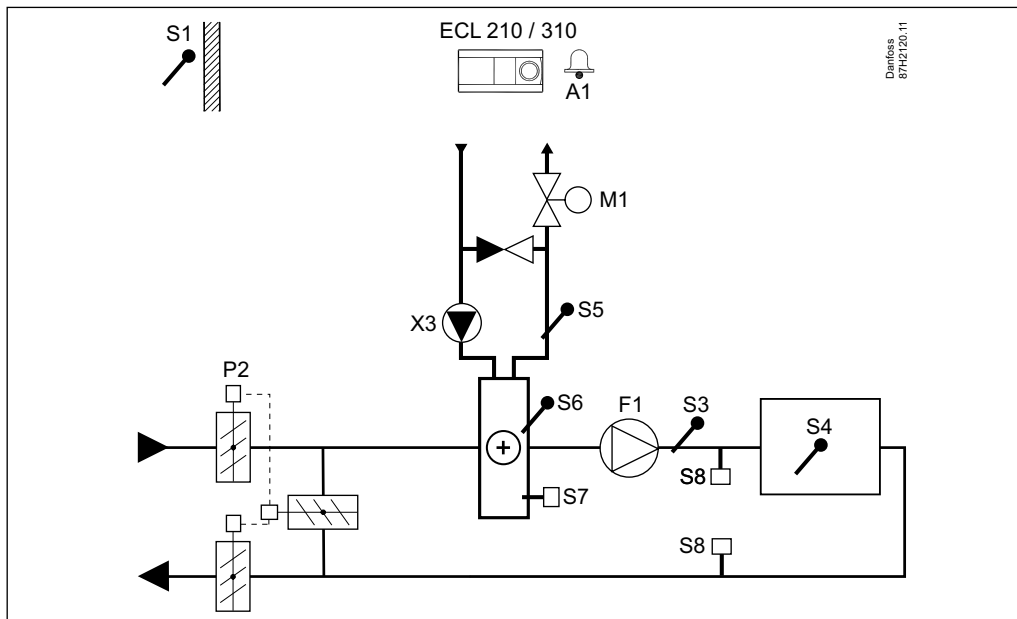 S1
ECL 210 / 310
A1
Danfoss
87H2120.11
M1
X3
S5
P2
S6
F1
S3
S4
S8
S7
S8